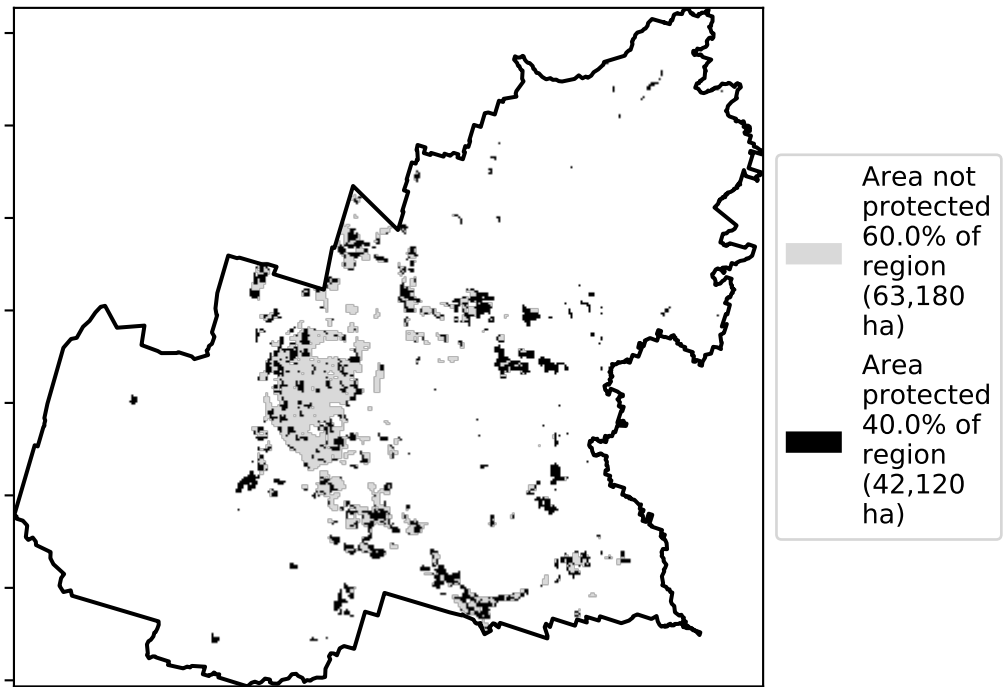 Area not
protected
60.0% of
region
(63,180
ha)
Area
protected
40.0% of
region
(42,120
ha)